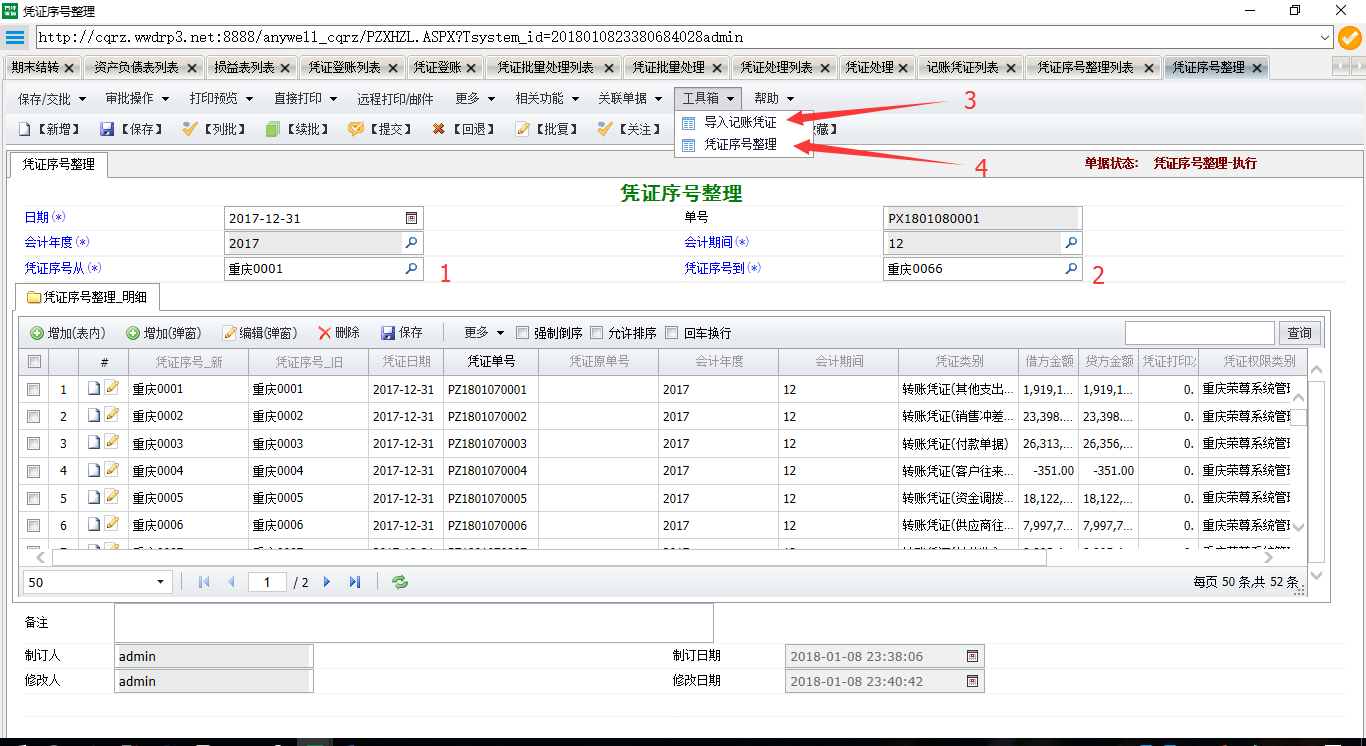 凭证序号整理
http://cqrz.wwdrp3.net:8888/anywell_cqrz/PZXHZL.ASPX?Tsystem_id=2018010823380684028admin
期末结转 资产负债表列表 损益表列表 凭证登账列表 凭证登账 凭证批量处理列表 凭证批量处理 凭证处理列表 凭证处理 记账凭证列表 凭证序号整理列表 凭证序号整理
保存/交批 审批操作 打印预览 直接打印 远程打印/邮件 更多 相关功能 关联单据 工具箱 帮助
3
【新增】 【保存】 【列批】 【续批】 【提交】 【回退】 【批复】 【关注】 导入记账凭证 藏】
凭证序号整理
4
凭证序号整理 单据状态: 凭证序号整理-执行
凭证序号整理
日期(*) 2017-12-31 单号 PX1801080001
会计年度(*) 2017 会计期间(*) 12
凭证序号从(*) 重庆0001 1 凭证序号到(*) 重庆0066 2
凭证序号整理_明细
增加(表内) 增加(弹窗) 编辑(弹窗) 删除 保存 更多 强制倒序 允许排序 回车换行 查询
# 凭证序号_新 凭证序号_旧 凭证日期 凭证单号 凭证原单号 会计年度 会计期间 凭证类别 借方金额 贷方金额 凭证打印 凭证权限类别
1 重庆0001 重庆0001 2017-12-31 PZ1801070001 2017 12 转账凭证(其他支出... 1,919,1... 1,919,1... 0. 重庆荣尊系统管
2 重庆0002 重庆0002 2017-12-31 PZ1801070002 2017 12 转账凭证(销售冲差... 23,398.... 23,398.... 0. 重庆荣尊系统管
3 重庆0003 重庆0003 2017-12-31 PZ1801070003 2017 12 转账凭证(付款单据) 26,313,... 26,356,... 0. 重庆荣尊系统管
4 重庆0004 重庆0004 2017-12-31 PZ1801070004 2017 12 转账凭证(客户往来... -351.00 -351.00 0. 重庆荣尊系统管
5 重庆0005 重庆0005 2017-12-31 PZ1801070005 2017 12 转账凭证(资金调拨... 18,122,... 18,122,... 0. 重庆荣尊系统管
6 重庆0006 重庆0006 2017-12-31 PZ1801070006 2017 12 转账凭证(供应商往... 7,997,7... 7,997,7... 0. 重庆荣尊系统管
50 1 / 2 每页 50 条,共 52 条
备注
制订人 admin 制订日期 2018-01-08 23:38:06
修改人 admin 修改日期 2018-01-08 23:40:42